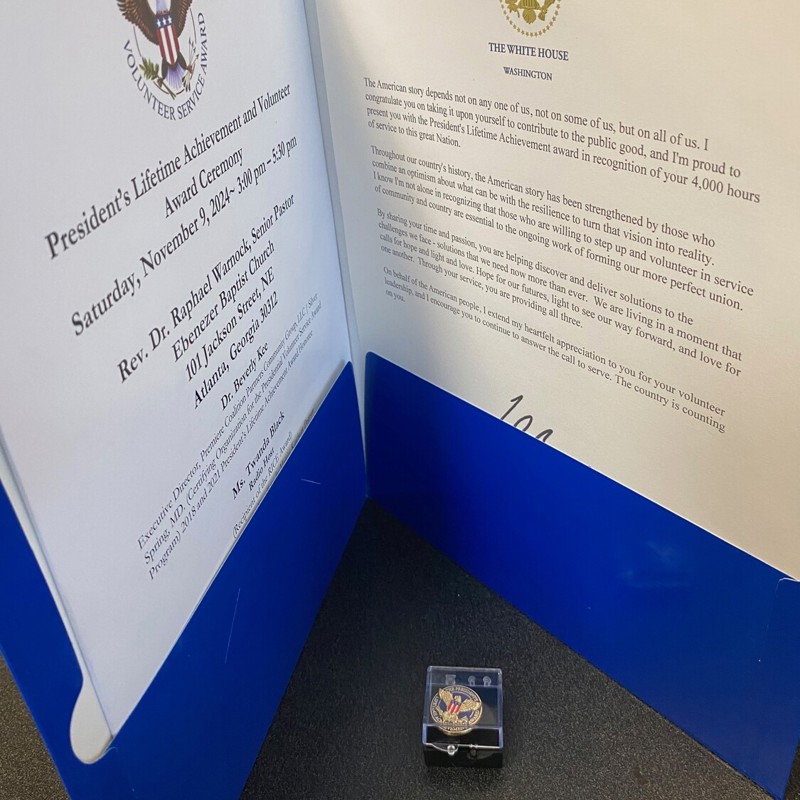 VOLUNTEER SERVICE AWARD
President's Lifetime Achievement and Volunteer
Award Ceremony
Saturday, November 9, 2024~ 3:00 pm – 5:30 pm
Rev. Dr. Raphael Warnock, Senior Pastor
Ebenezer Baptist Church
101 Jackson Street, NE
Atlanta, Georgia 30312
Dr. Beverly Kee
Executive Director, Premiere Coalition Partners Community Group, LLC / Silver
Spring, MD. (Certifying Organization for the Presidential Volunteer Service Award
Program) 2018 and 2021 President's Lifetime Achievement Award Honoree
Ms. Twanda Black
Radio Host
(Recipient of the RICE Award)
THE WHITE HOUSE
WASHINGTON
The American story depends not on any one of us, not on some of us, but on all of us. I
congratulate you on taking it upon yourself to contribute to the public good, and I'm proud to
present you with the President's Lifetime Achievement award in recognition of your 4,000 hours
of service to this great Nation.
Throughout our country's history, the American story has been strengthened by those who
combine an optimism about what can be with the resilience to turn that vision into reality.
I know I'm not alone in recognizing that those who are willing to step up and volunteer in service
of community and country are essential to the ongoing work of forming our more perfect union.
By sharing your time and passion, you are helping discover and deliver solutions to the
challenges we face - solutions that we need now more than ever. We are living in a moment that
calls for hope and light and love. Hope for our futures, light to see our way forward, and love for
one another. Through your service, you are providing all three.
On behalf of the American people, I extend my heartfelt appreciation to you for your volunteer
leadership, and I encourage you to continue to answer the call to serve. The country is counting
on you.